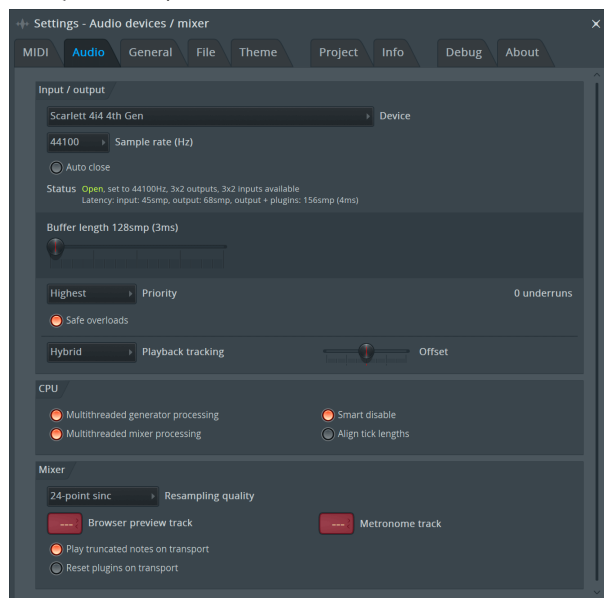 Settings - Audio devices / mixer
MIDI Audio General File Theme Project Info Debug About
Input / output
Scarlett 4i4 4th Gen Device
44100 Sample rate (Hz)
Auto close
Status Open, set to 44100Hz, 3x2 outputs, 3x2 inputs available
Latency: input: 45smp, output: 68smp, output + plugins: 156smp (4ms)
Buffer length 128smp (3ms)
Highest Priority 0 underruns
Safe overloads
Hybrid Playback tracking Offset
CPU
Multithreaded generator processing Smart disable
Multithreaded mixer processing Align tick lengths
Mixer
24-point sinc Resampling quality
--- Browser preview track --- Metronome track
Play truncated notes on transport
Reset plugins on transport